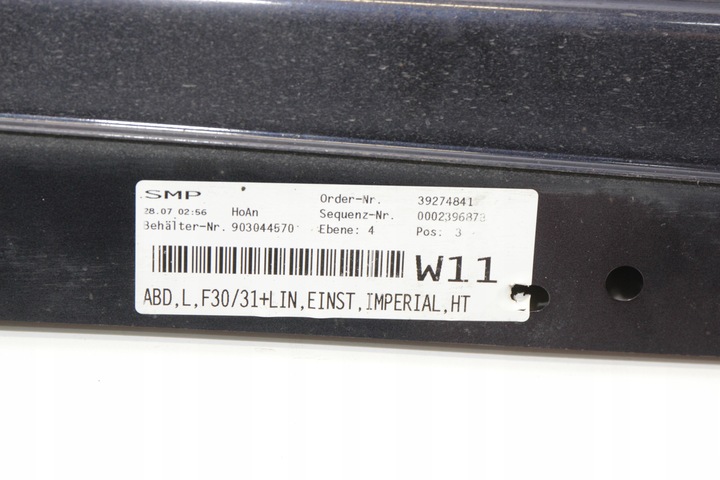 SMP Order-Nr. 39274841
28.07 02:56 HoAn Sequenz-Nr. 0002396873
Behälter-Nr. 903044570 Ebene: 4 Pos: 3
W11
ABD,L,F30/31+LIN,EINST,IMPERIAL,HT